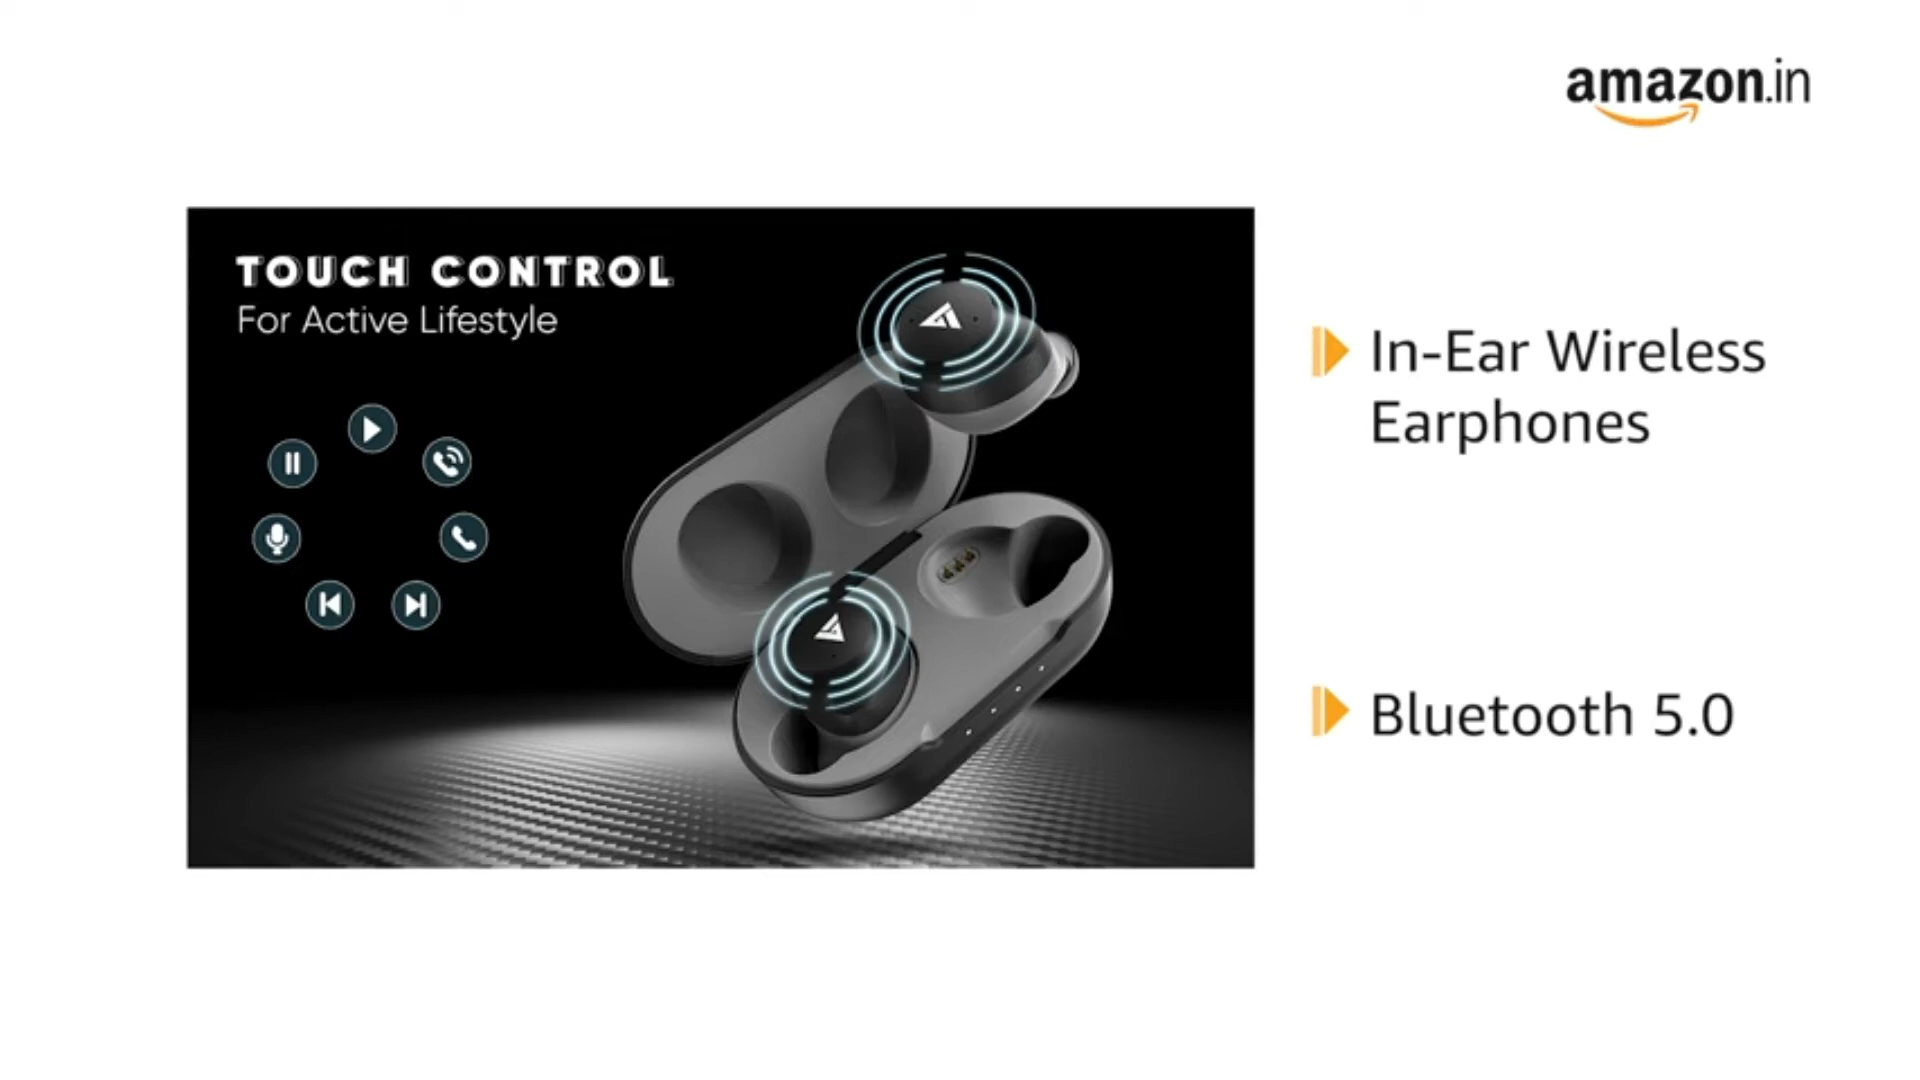 amazon.in
TOUCH CONTROL
For Active Lifestyle
In-Ear Wireless
Earphones
Bluetooth 5.0